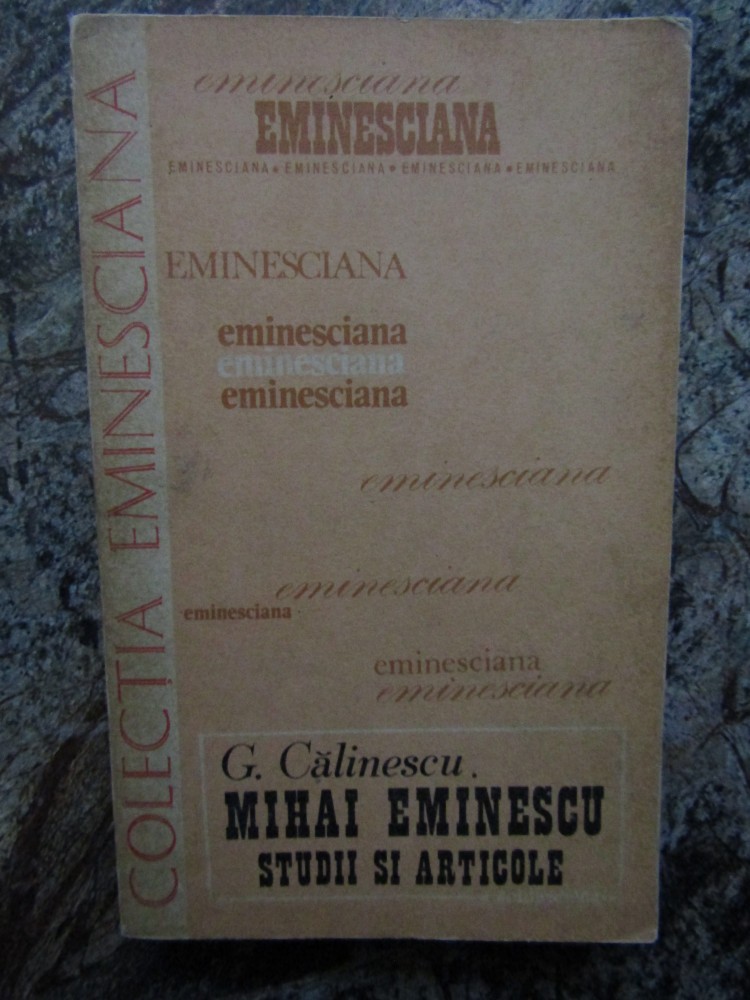 COLECȚIA EMINESCIANA
eminesciana
EMINESCIANA
EMINESCIANA • EMINESCIANA • EMINESCIANA • EMINESCIANA
EMINESCIANA
eminesciana
eminesciana
eminesciana
eminesciana
eminesciana
eminesciana
eminesciana
eminesciana
G. Călinescu
MIHAI EMINESCU
STUDII SI ARTICOLE